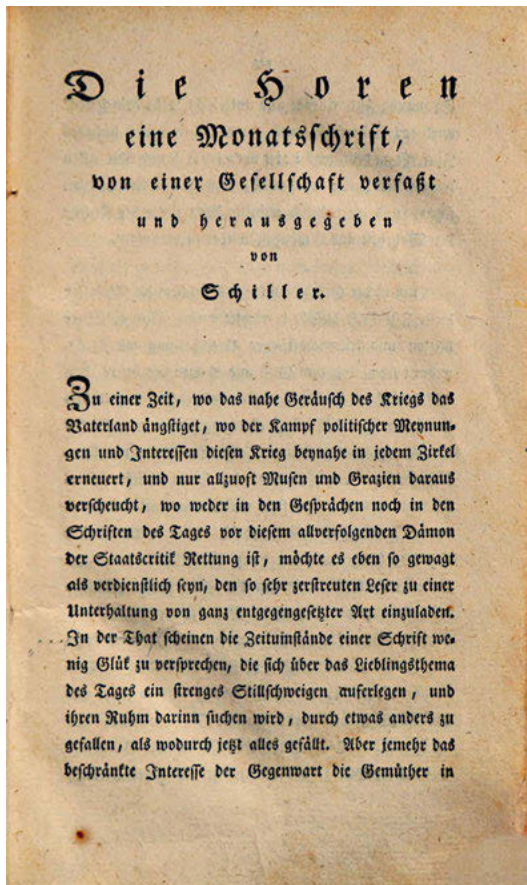 Die Horen
eine Monatsschrift,
von einer Gesellschaft verfaßt
und herausgegeben
von
Schiller.
Zu einer Zeit, wo das nahe Geräusch des Kriegs das
Vaterland ängstiget, wo der Kampf politischer Meynun-
gen und Interessen diesen Krieg beynahe in jedem Zirkel
erneuert, und nur allzuoft Musen und Grazien daraus
verscheucht, wo weder in den Gesprächen noch in den
Schriften des Tages vor diesem allverfolgenden Dämon
der Staatscritik Rettung ist, möchte es eben so gewagt
als verdienstlich seyn, den so sehr zerstreuten Leser zu einer
Unterhaltung von ganz entgegengesetzter Art einzuladen.
In der That scheinen die Zeitumstände einer Schrift we-
nig Glük zu versprechen, die sich über das Lieblingsthema
des Tages ein strenges Stillschweigen auferlegen, und
ihren Ruhm darinn suchen wird, durch etwas anders zu
gefallen, als wodurch jetzt alles gefällt. Aber jemehr das
beschränkte Interesse der Gegenwart die Gemüther in